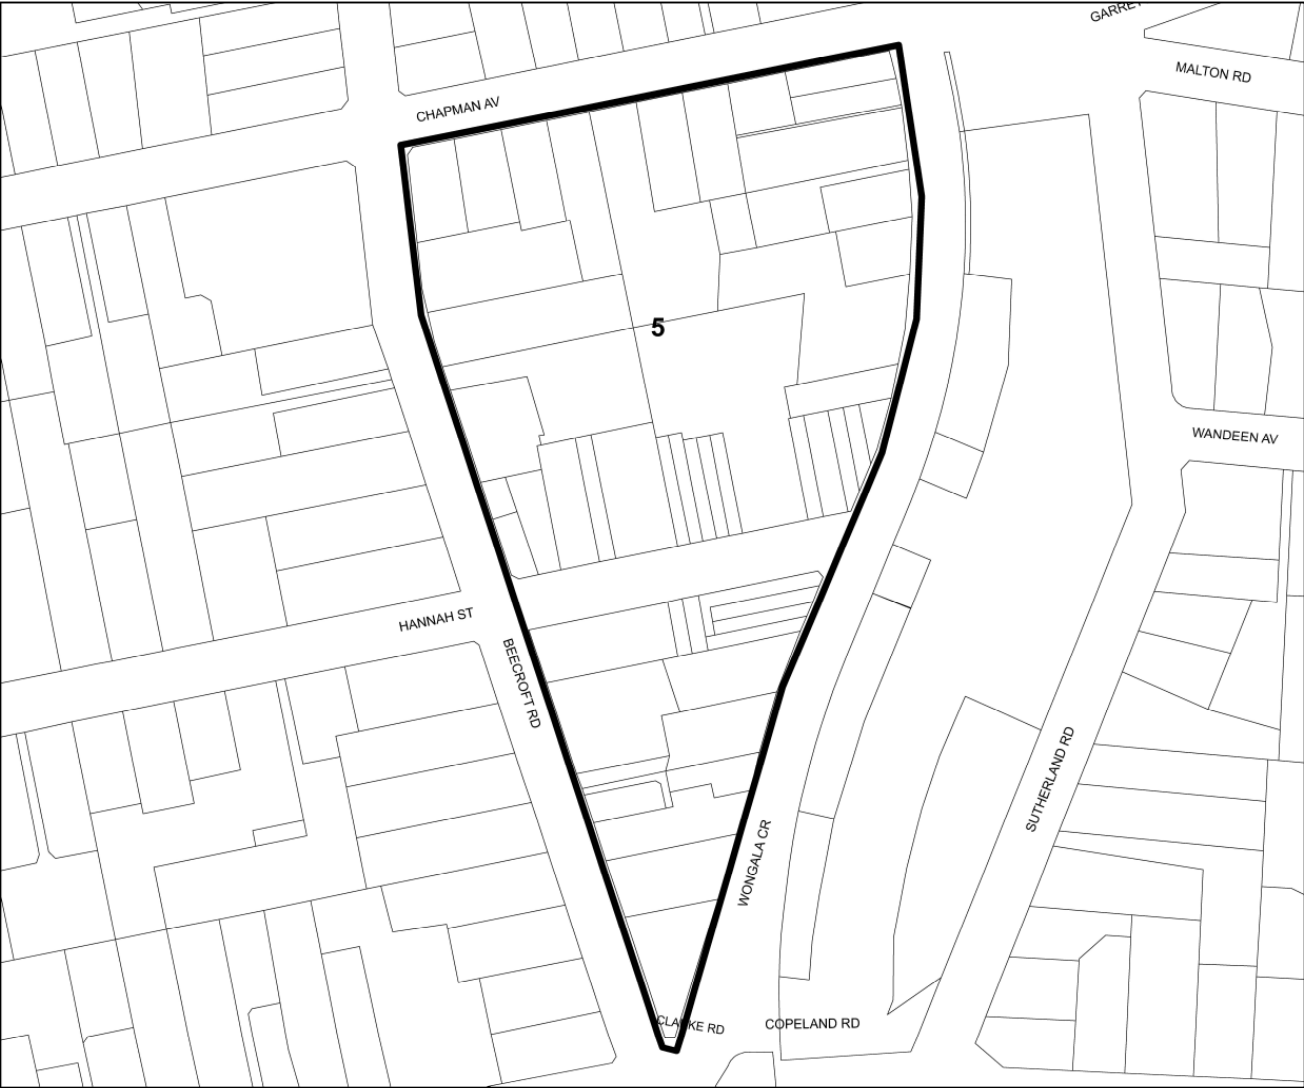 MALTON RD
CHAPMAN AV
5
WANDEEN AV
HANNAH ST
BEECROFT RD
SUTHERLAND RD
WONGALA CR
COPELAND RD